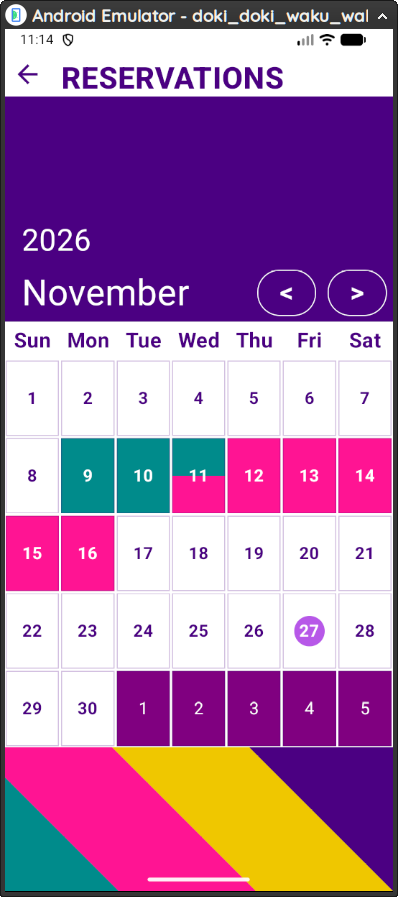 Android Emulator - doki_doki_waku_wa
11:14
RESERVATIONS
2026
November
< >
Sun Mon Tue Wed Thu Fri Sat
1 2 3 4 5 6 7
8 9 10 11 12 13 14
15 16 17 18 19 20 21
22 23 24 25 26 27 28
29 30 1 2 3 4 5